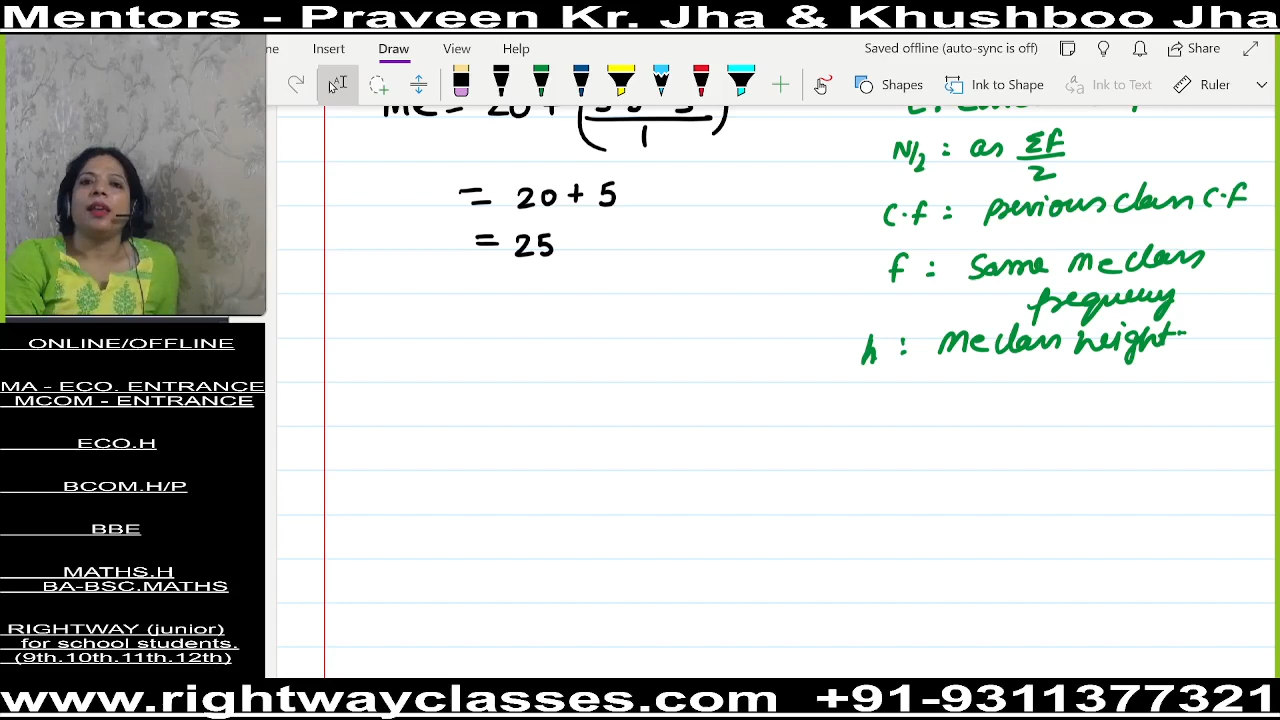 Mentors - Praveen Kr. Jha & Khushboo Jha
Insert Draw View Help Saved offline (auto-sync is off) Share
Shapes Ink to Shape Ink to Text Ruler
Me = 20 +
1
= 20 + 5
= 25
N/2 : as Σf
2
C.f : previous class C.f
f : Same Me class
frequency
h : Me class height
ONLINE/OFFLINE
MA - ECO. ENTRANCE
MCOM - ENTRANCE
ECO.H
BCOM.H/P
BBE
MATHS.H
BA-BSC.MATHS
RIGHTWAY (junior)
for school students.
(9th.10th.11th.12th)
www.rightwayclasses.com +91-9311377321